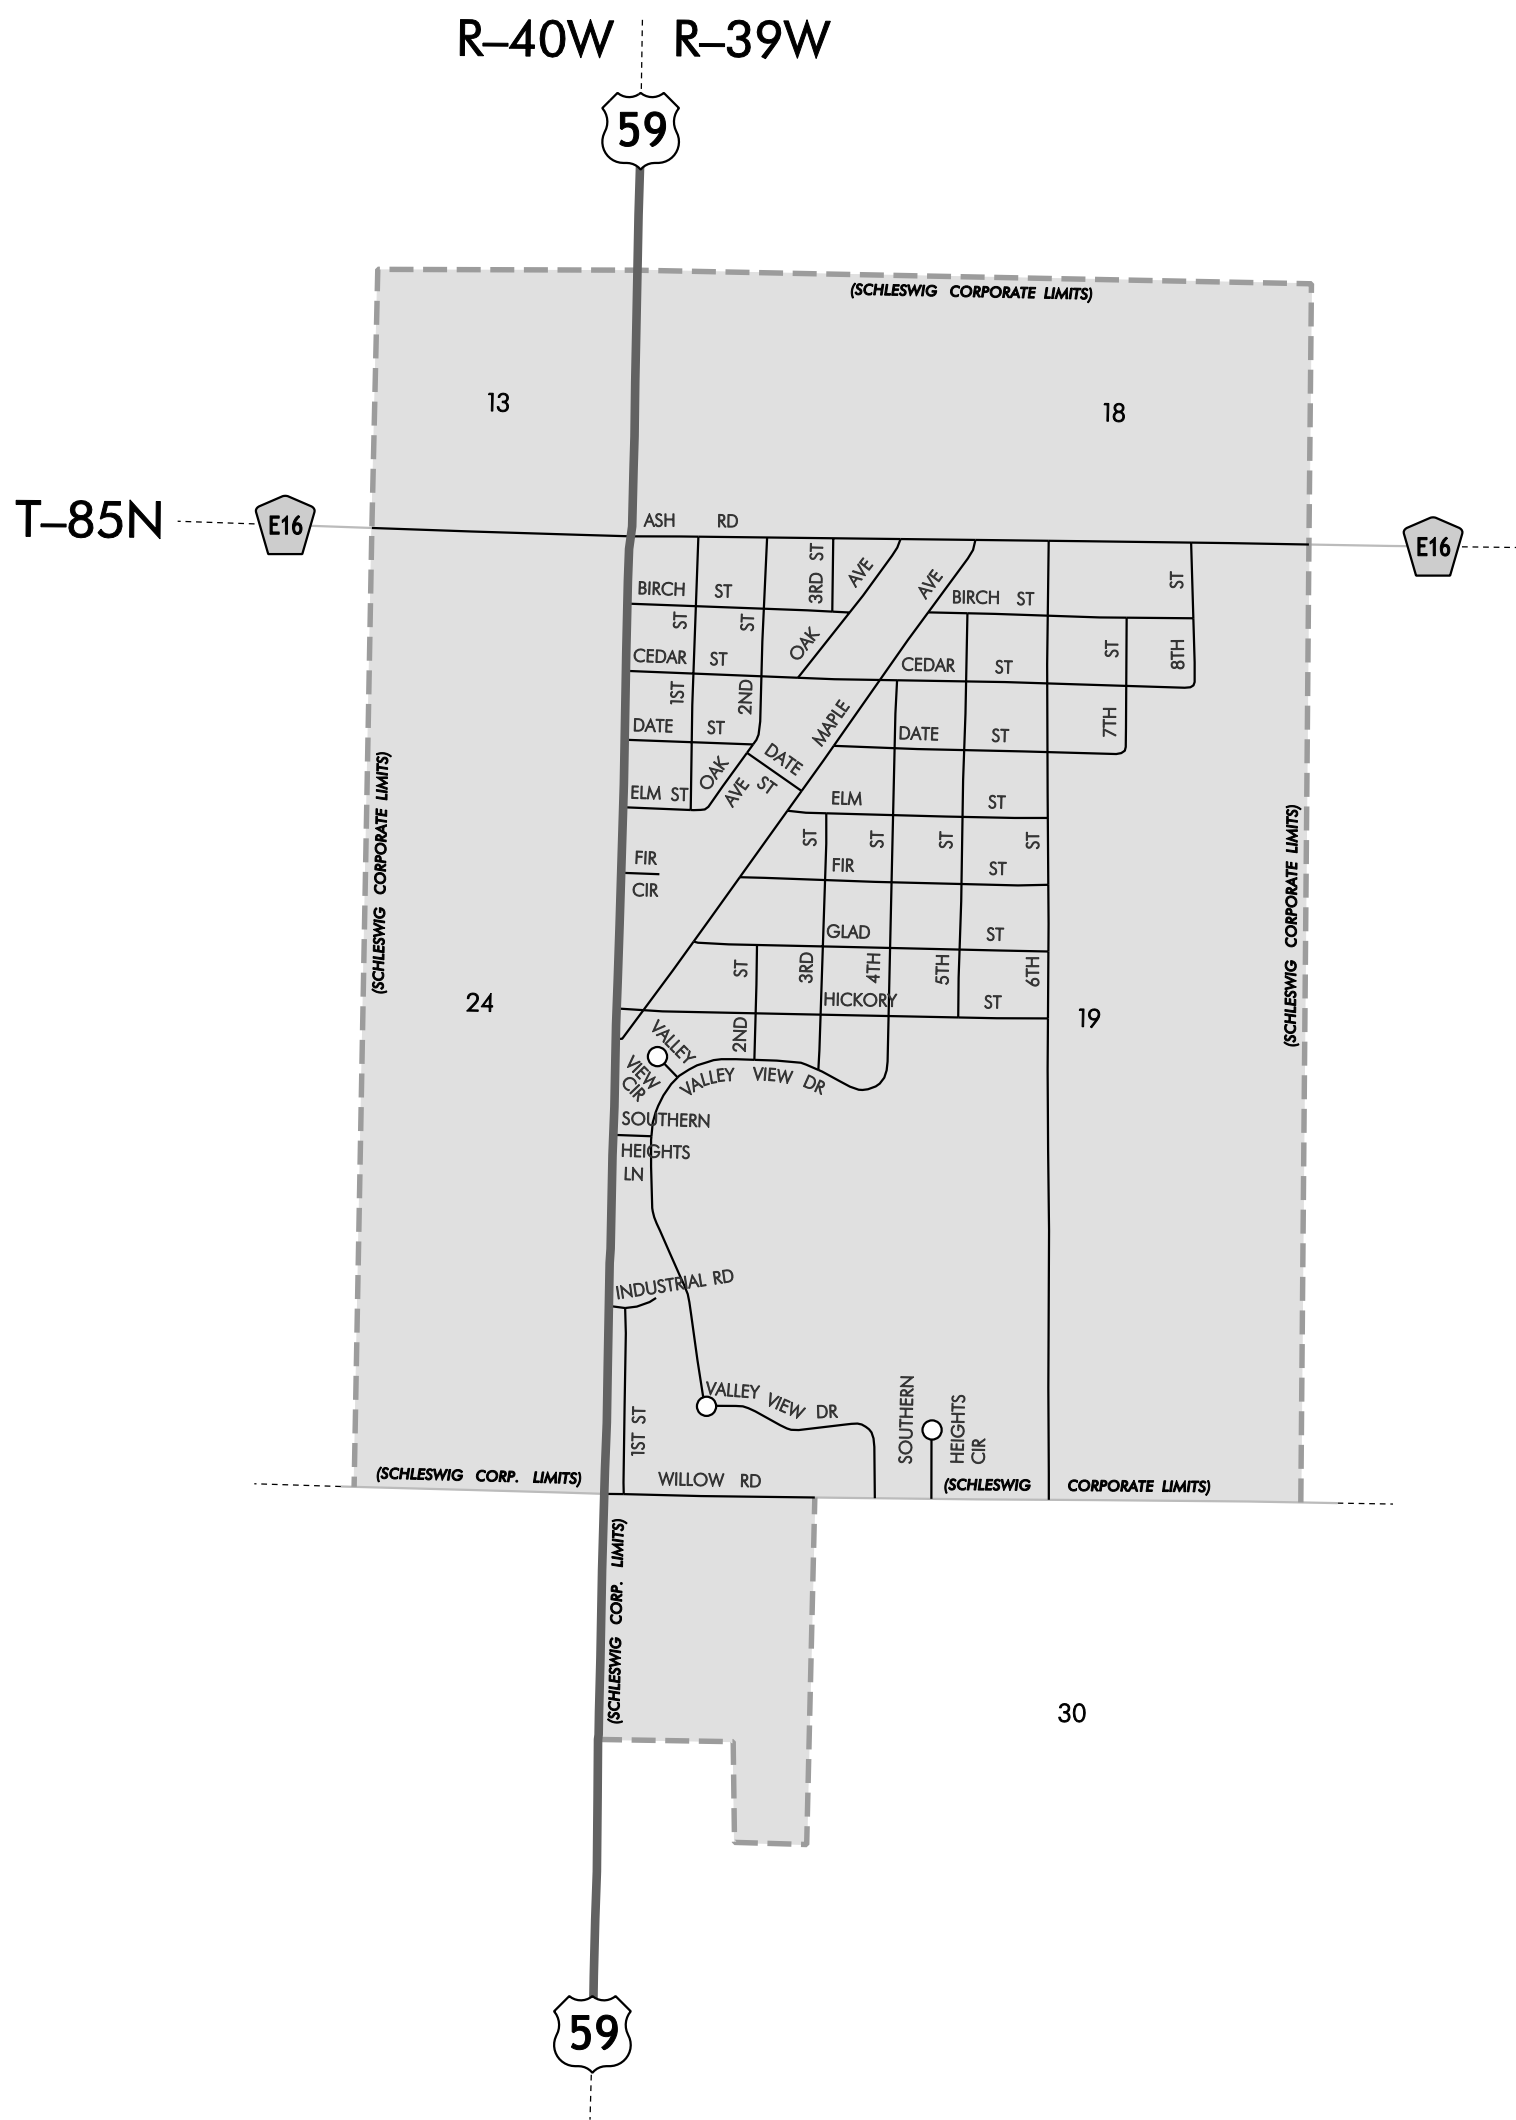 R–40W R–39W
59
(SCHLESWIG CORPORATE LIMITS)
13
18
T–85N
E16
E16
ASH RD
3RD ST
OAK AVE
MAPLE AVE
BIRCH ST
BIRCH ST
8TH ST
1ST ST
2ND ST
CEDAR ST
CEDAR ST
7TH ST
DATE ST
DATE ST
DATE ST
OAK AVE
ELM ST
ELM ST
(SCHLESWIG CORPORATE LIMITS)
(SCHLESWIG CORPORATE LIMITS)
FIR CIR
FIR ST
GLAD ST
2ND ST
3RD ST
4TH ST
5TH ST
6TH ST
HICKORY ST
24
19
VALLEY VIEW CIR
VALLEY VIEW DR
SOUTHERN
HEIGHTS
LN
INDUSTRIAL RD
1ST ST
VALLEY VIEW DR
SOUTHERN
HEIGHTS
CIR
(SCHLESWIG CORP. LIMITS)
WILLOW RD
(SCHLESWIG CORPORATE LIMITS)
(SCHLESWIG CORP. LIMITS)
30
59